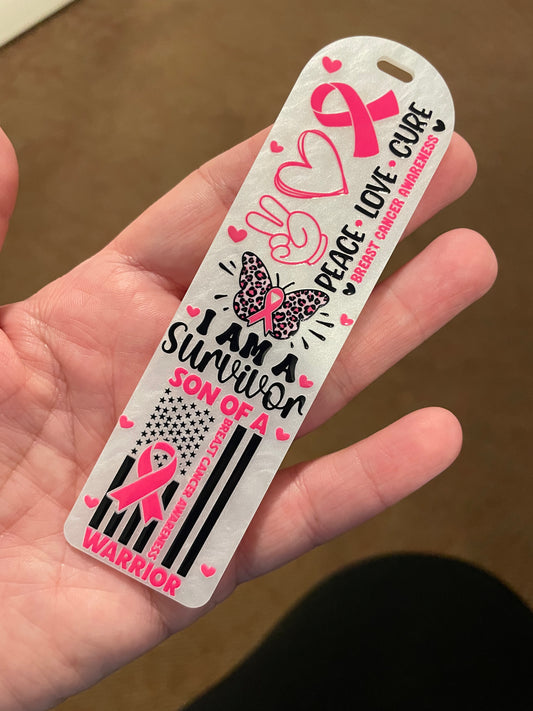 PEACE • LOVE • CURE
BREAST CANCER AWARENESS
I AM A
Survivor
SON OF A
BREAST CANCER AWARENESS
WARRIOR